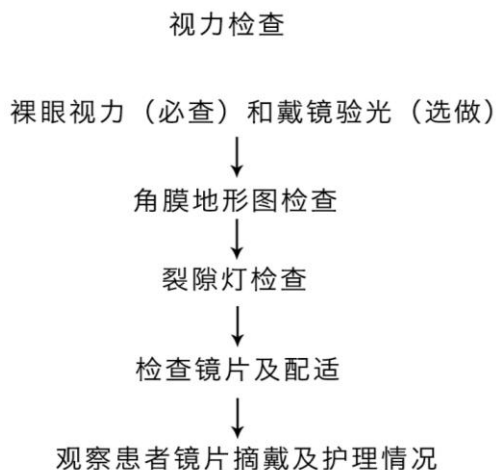 视力检查
裸眼视力（必查）和戴镜验光（选做）
角膜地形图检查
裂隙灯检查
检查镜片及配适
观察患者镜片摘戴及护理情况